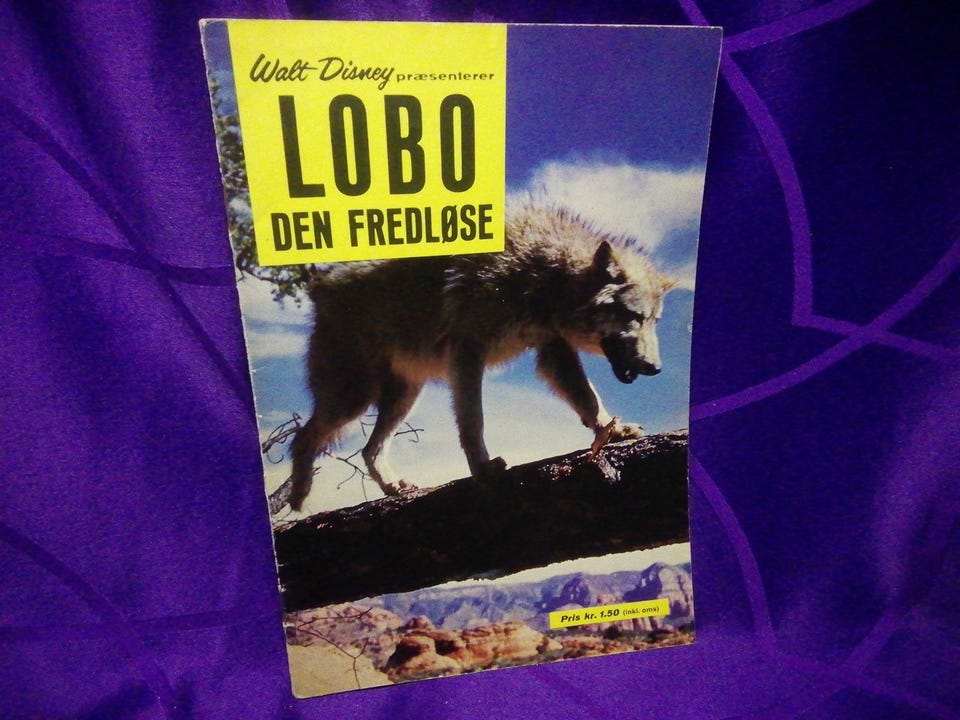 Walt Disney præsenterer
LOBO
DEN FREDLØSE
Pris kr. 1.50 (inkl. oms)